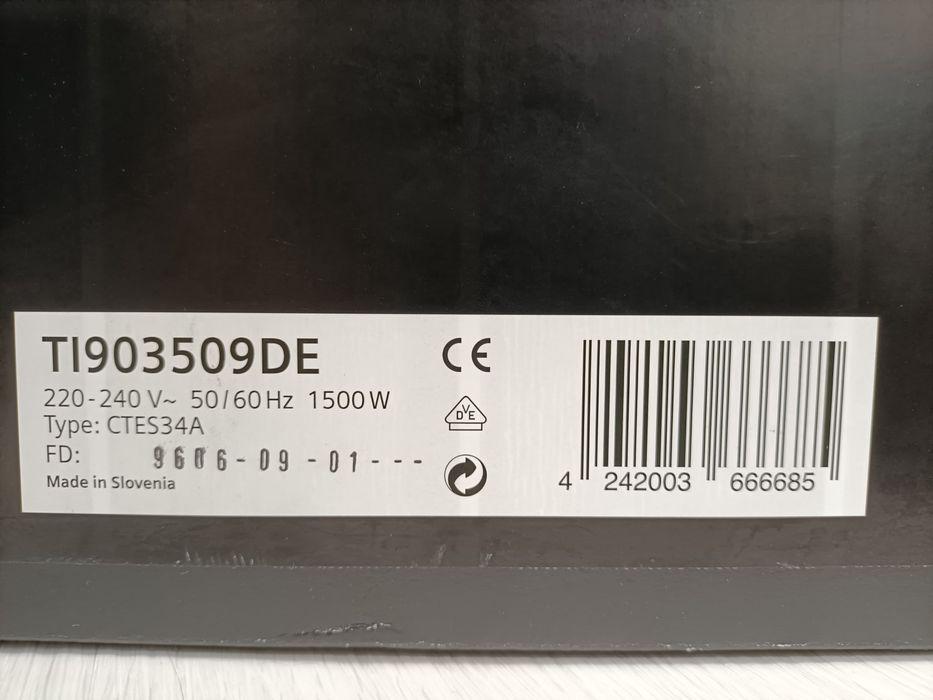 TI903509DE
220-240 V~ 50/60 Hz 1500 W
Type: CTES34A
FD: 9606-09-01---
Made in Slovenia
CE
VDE
4 242003 666685